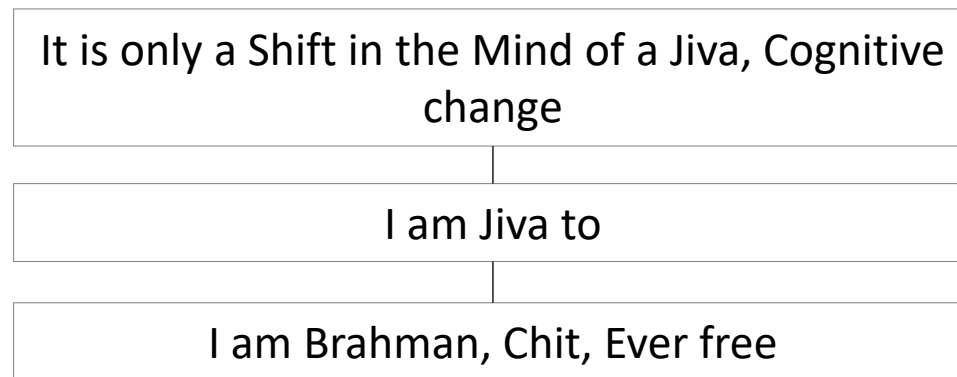 It is only a Shift in the Mind of a Jiva, Cognitive
change
I am Jiva to
I am Brahman, Chit, Ever free